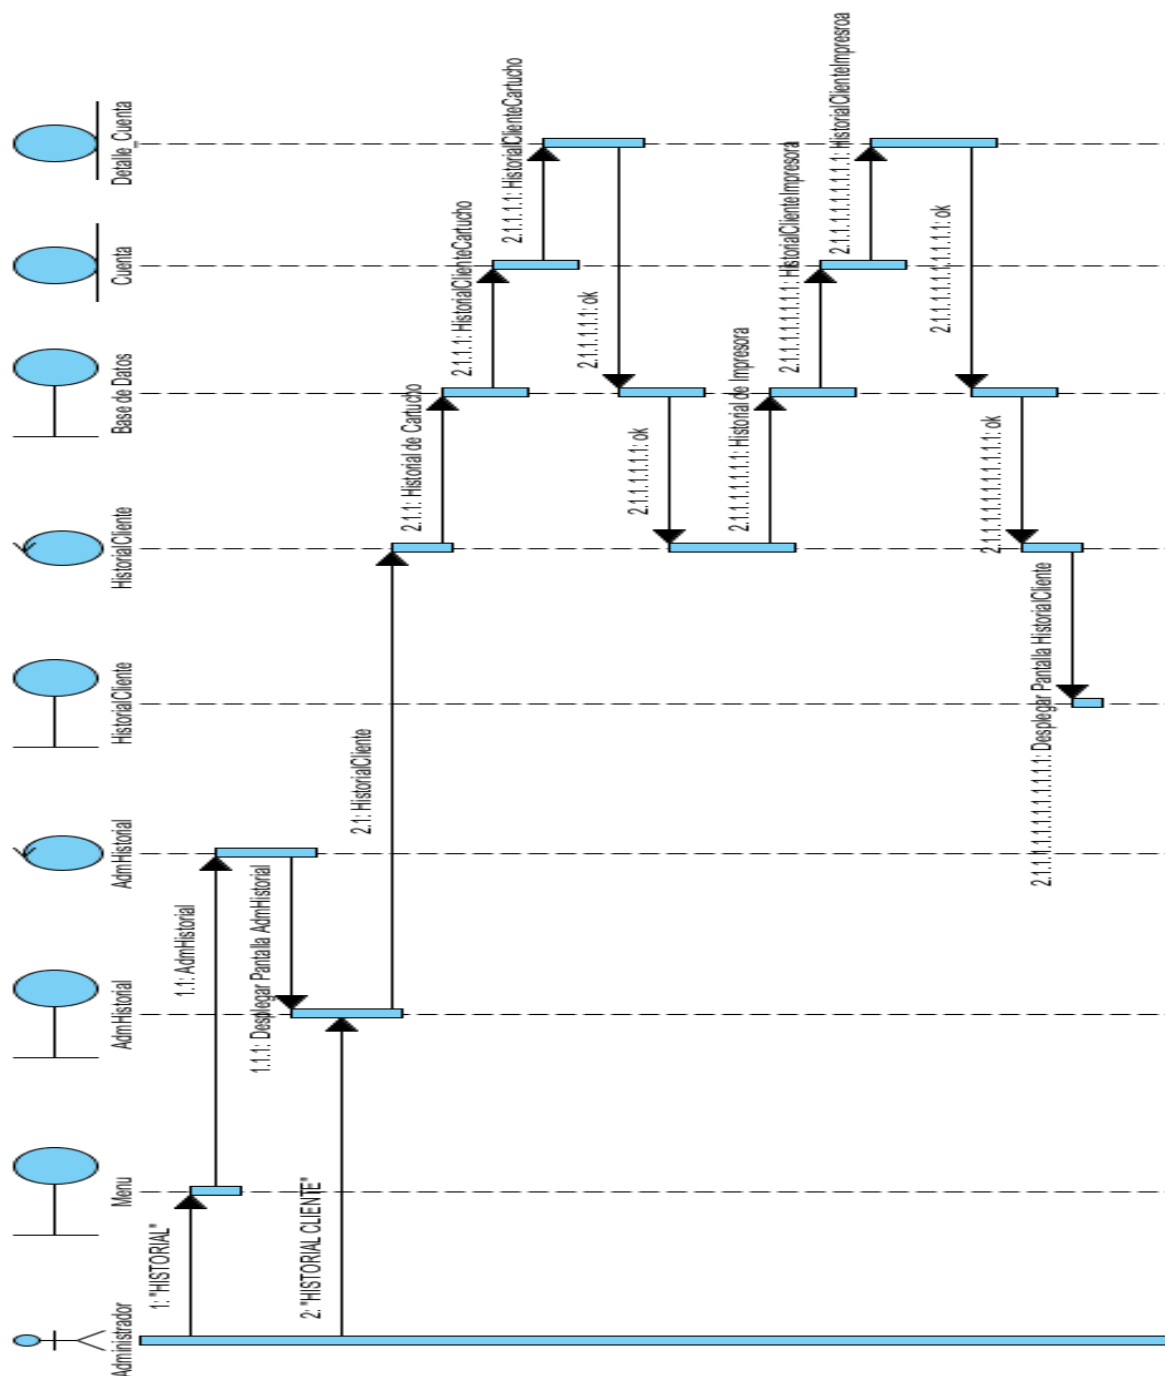 Administrador
Menu
AdmHistorial
AdmHistorial
HistorialCliente
HistorialCliente
Base de Datos
Cuenta
Detalle_Cuenta
1: "HISTORIAL"
1.1: AdmHistorial
1.1.1: Desplegar Pantalla AdmHistorial
2: "HISTORIAL CLIENTE"
2.1: HistorialCliente
2.1.1: Historial de Cartucho
2.1.1.1: HistorialClienteCartucho
2.1.1.1.1: HistorialClienteCartucho
2.1.1.1.1.1: ok
2.1.1.1.1.1.1: ok
2.1.1.1.1.1.1.1: Historial de Impresora
2.1.1.1.1.1.1.1.1: HistorialClienteImpresora
2.1.1.1.1.1.1.1.1.1: HistorialClienteImpresroa
2.1.1.1.1.1.1.1.1.1.1: ok
2.1.1.1.1.1.1.1.1.1.1.1: ok
2.1.1.1.1.1.1.1.1.1.1.1.1: Desplegar Pantalla HistorialCliente